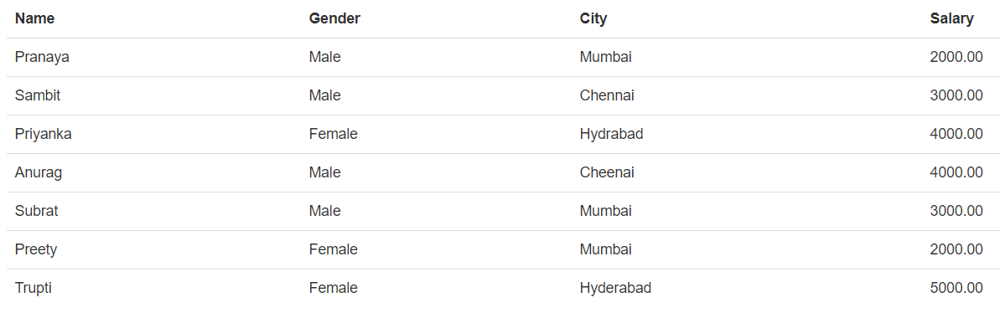 Name Gender City Salary
Pranaya Male Mumbai 2000.00
Sambit Male Chennai 3000.00
Priyanka Female Hydrabad 4000.00
Anurag Male Cheenai 4000.00
Subrat Male Mumbai 3000.00
Preety Female Mumbai 2000.00
Trupti Female Hyderabad 5000.00